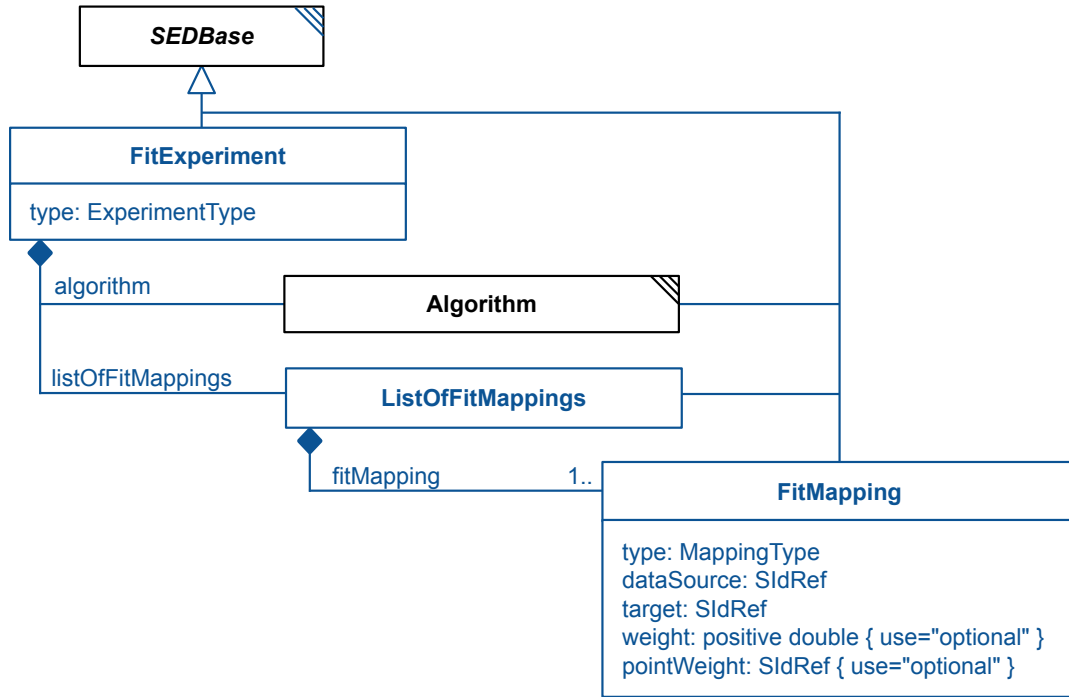 SEDBase
FitExperiment
type: ExperimentType
algorithm
Algorithm
listOfFitMappings
ListOfFitMappings
fitMapping
1..
FitMapping
type: MappingType
dataSource: SIdRef
target: SIdRef
weight: positive double { use="optional" }
pointWeight: SIdRef { use="optional" }